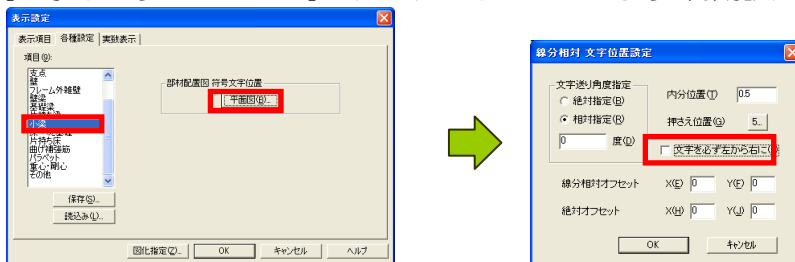 表示設定
表示項目 各種設定 実数表示
項目(Q):
支点
壁
フレーム外雑壁
壁梁
基礎梁
小梁
片持ち床
曲げ補強筋
パラペット
重心・剛心
その他
保存(S)...
読込み(L)...
部材配置図 符号文字位置
平面図(B)...
図化指定(Z)... OK キャンセル ヘルプ
線分相対 文字位置設定
文字送り角度指定
絶対指定(B)
相対指定(R)
0 度(D)
内分位置(T) 0.5
押さえ位置(G) 5...
文字を必ず左から右に
線分相対オフセット X(E) 0 Y(F) 0
絶対オフセット X(H) 0 Y(J) 0
OK キャンセル